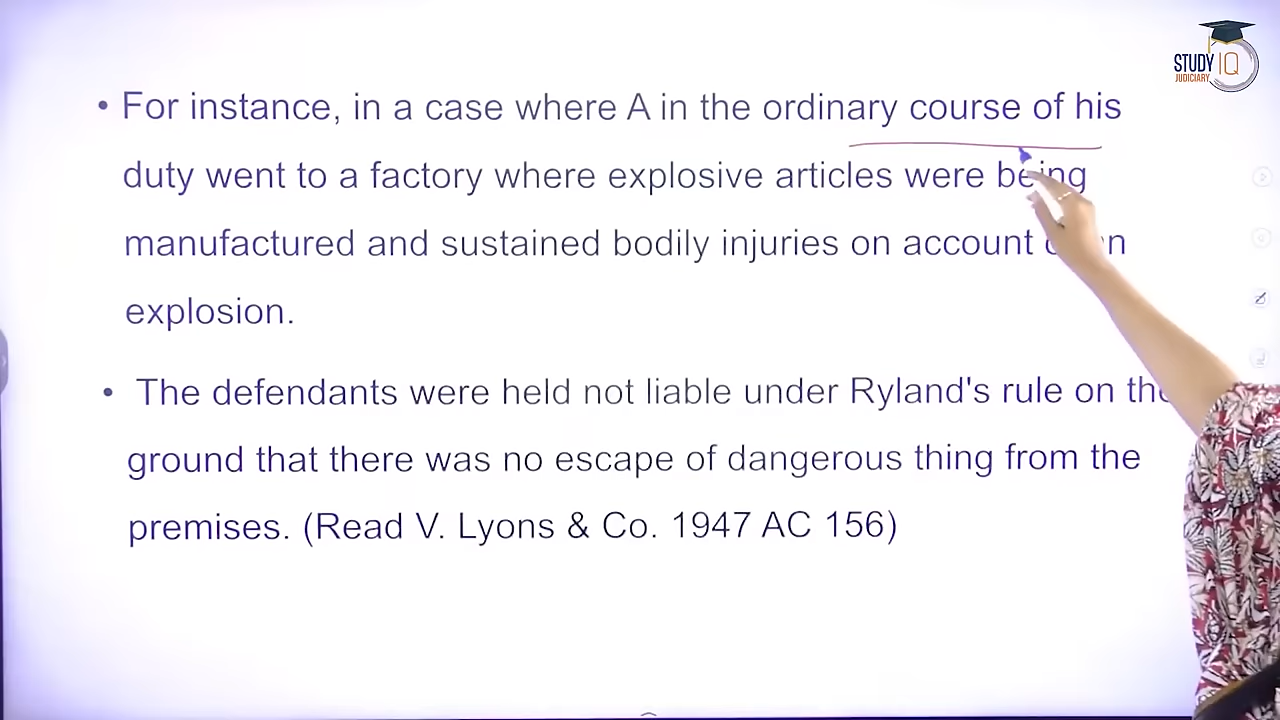 STUDY IQ
JUDICIARY
• For instance, in a case where A in the ordinary course of his
duty went to a factory where explosive articles were being
manufactured and sustained bodily injuries on account
explosion.
• The defendants were held not liable under Ryland's rule on the
ground that there was no escape of dangerous thing from the
premises. (Read V. Lyons & Co. 1947 AC 156)